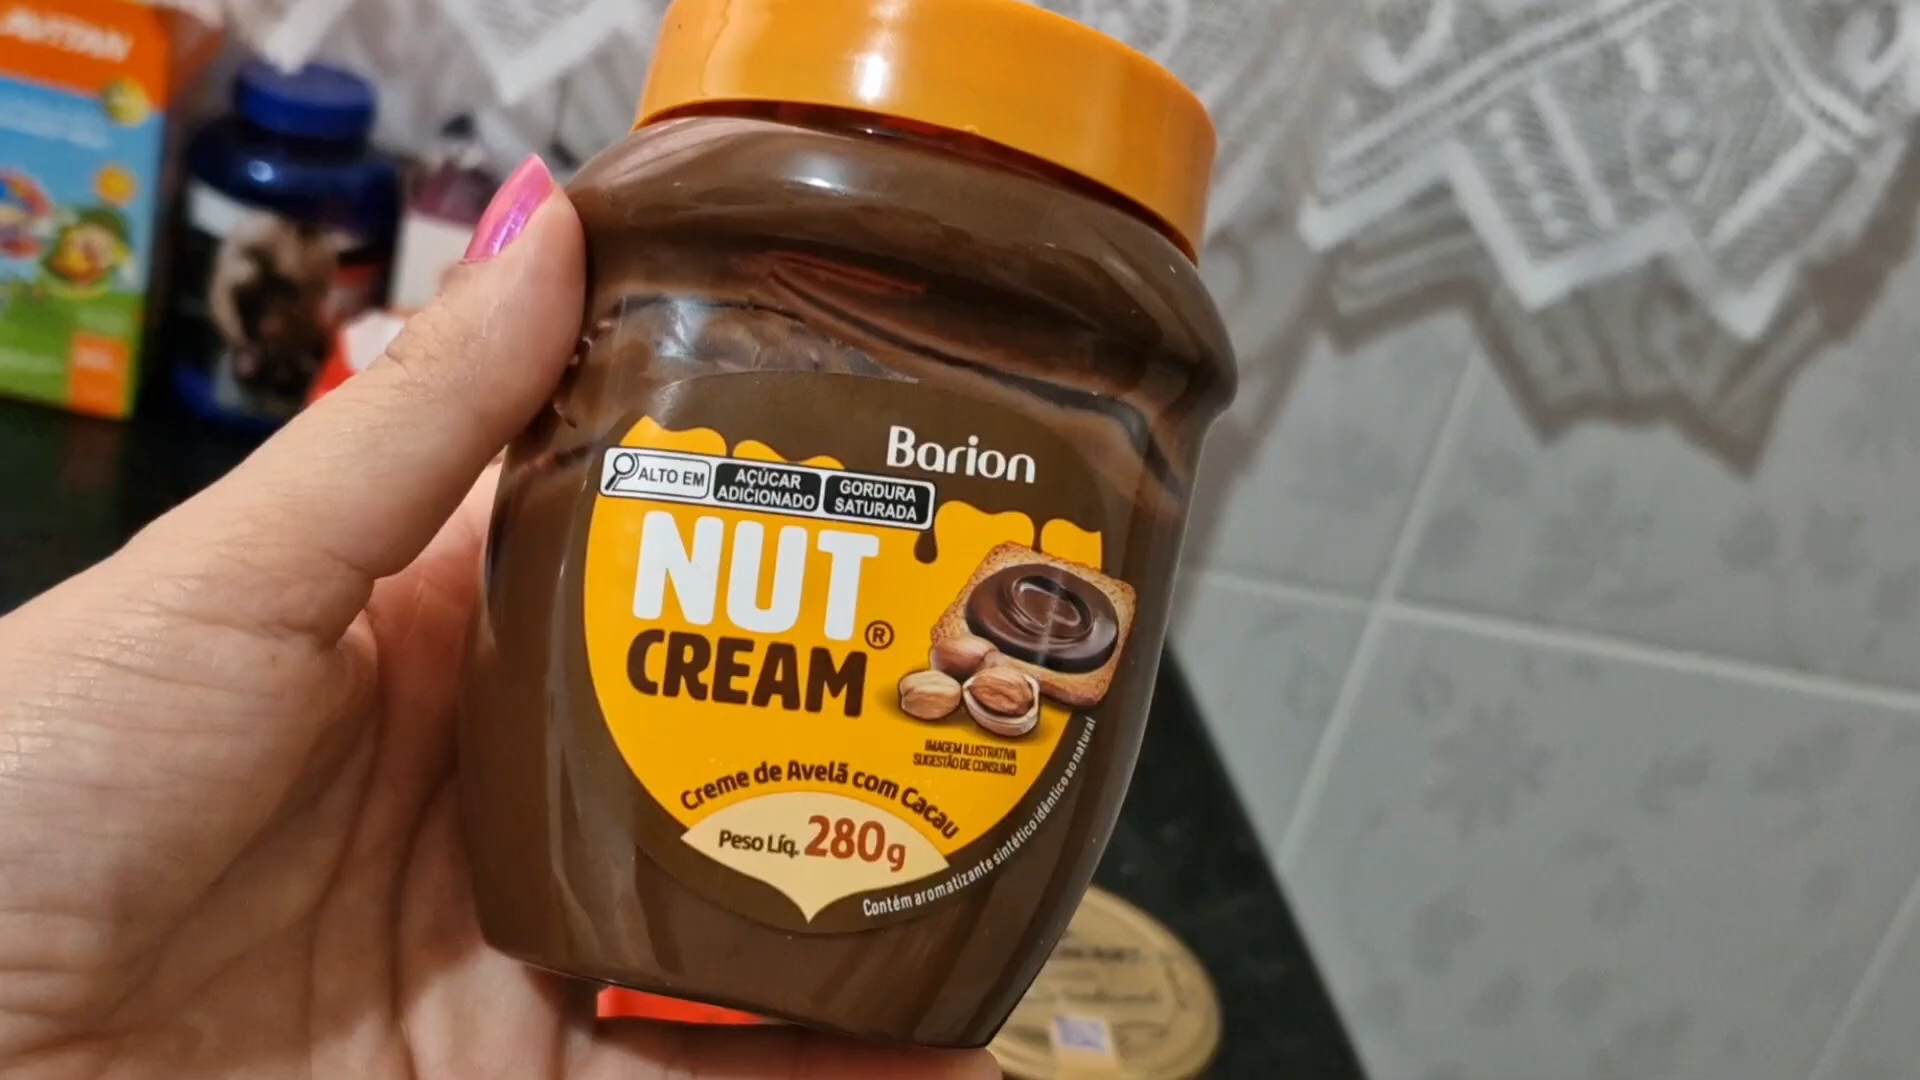 Barion
ALTO EM
AÇÚCAR
ADICIONADO
GORDURA
SATURADA
NUT
CREAM®
IMAGEM ILUSTRATIVA
SUGESTÃO DE CONSUMO
Creme de Avelã com Cacau
Peso Líq. 280g
Contém aromatizante sintético idêntico ao natural